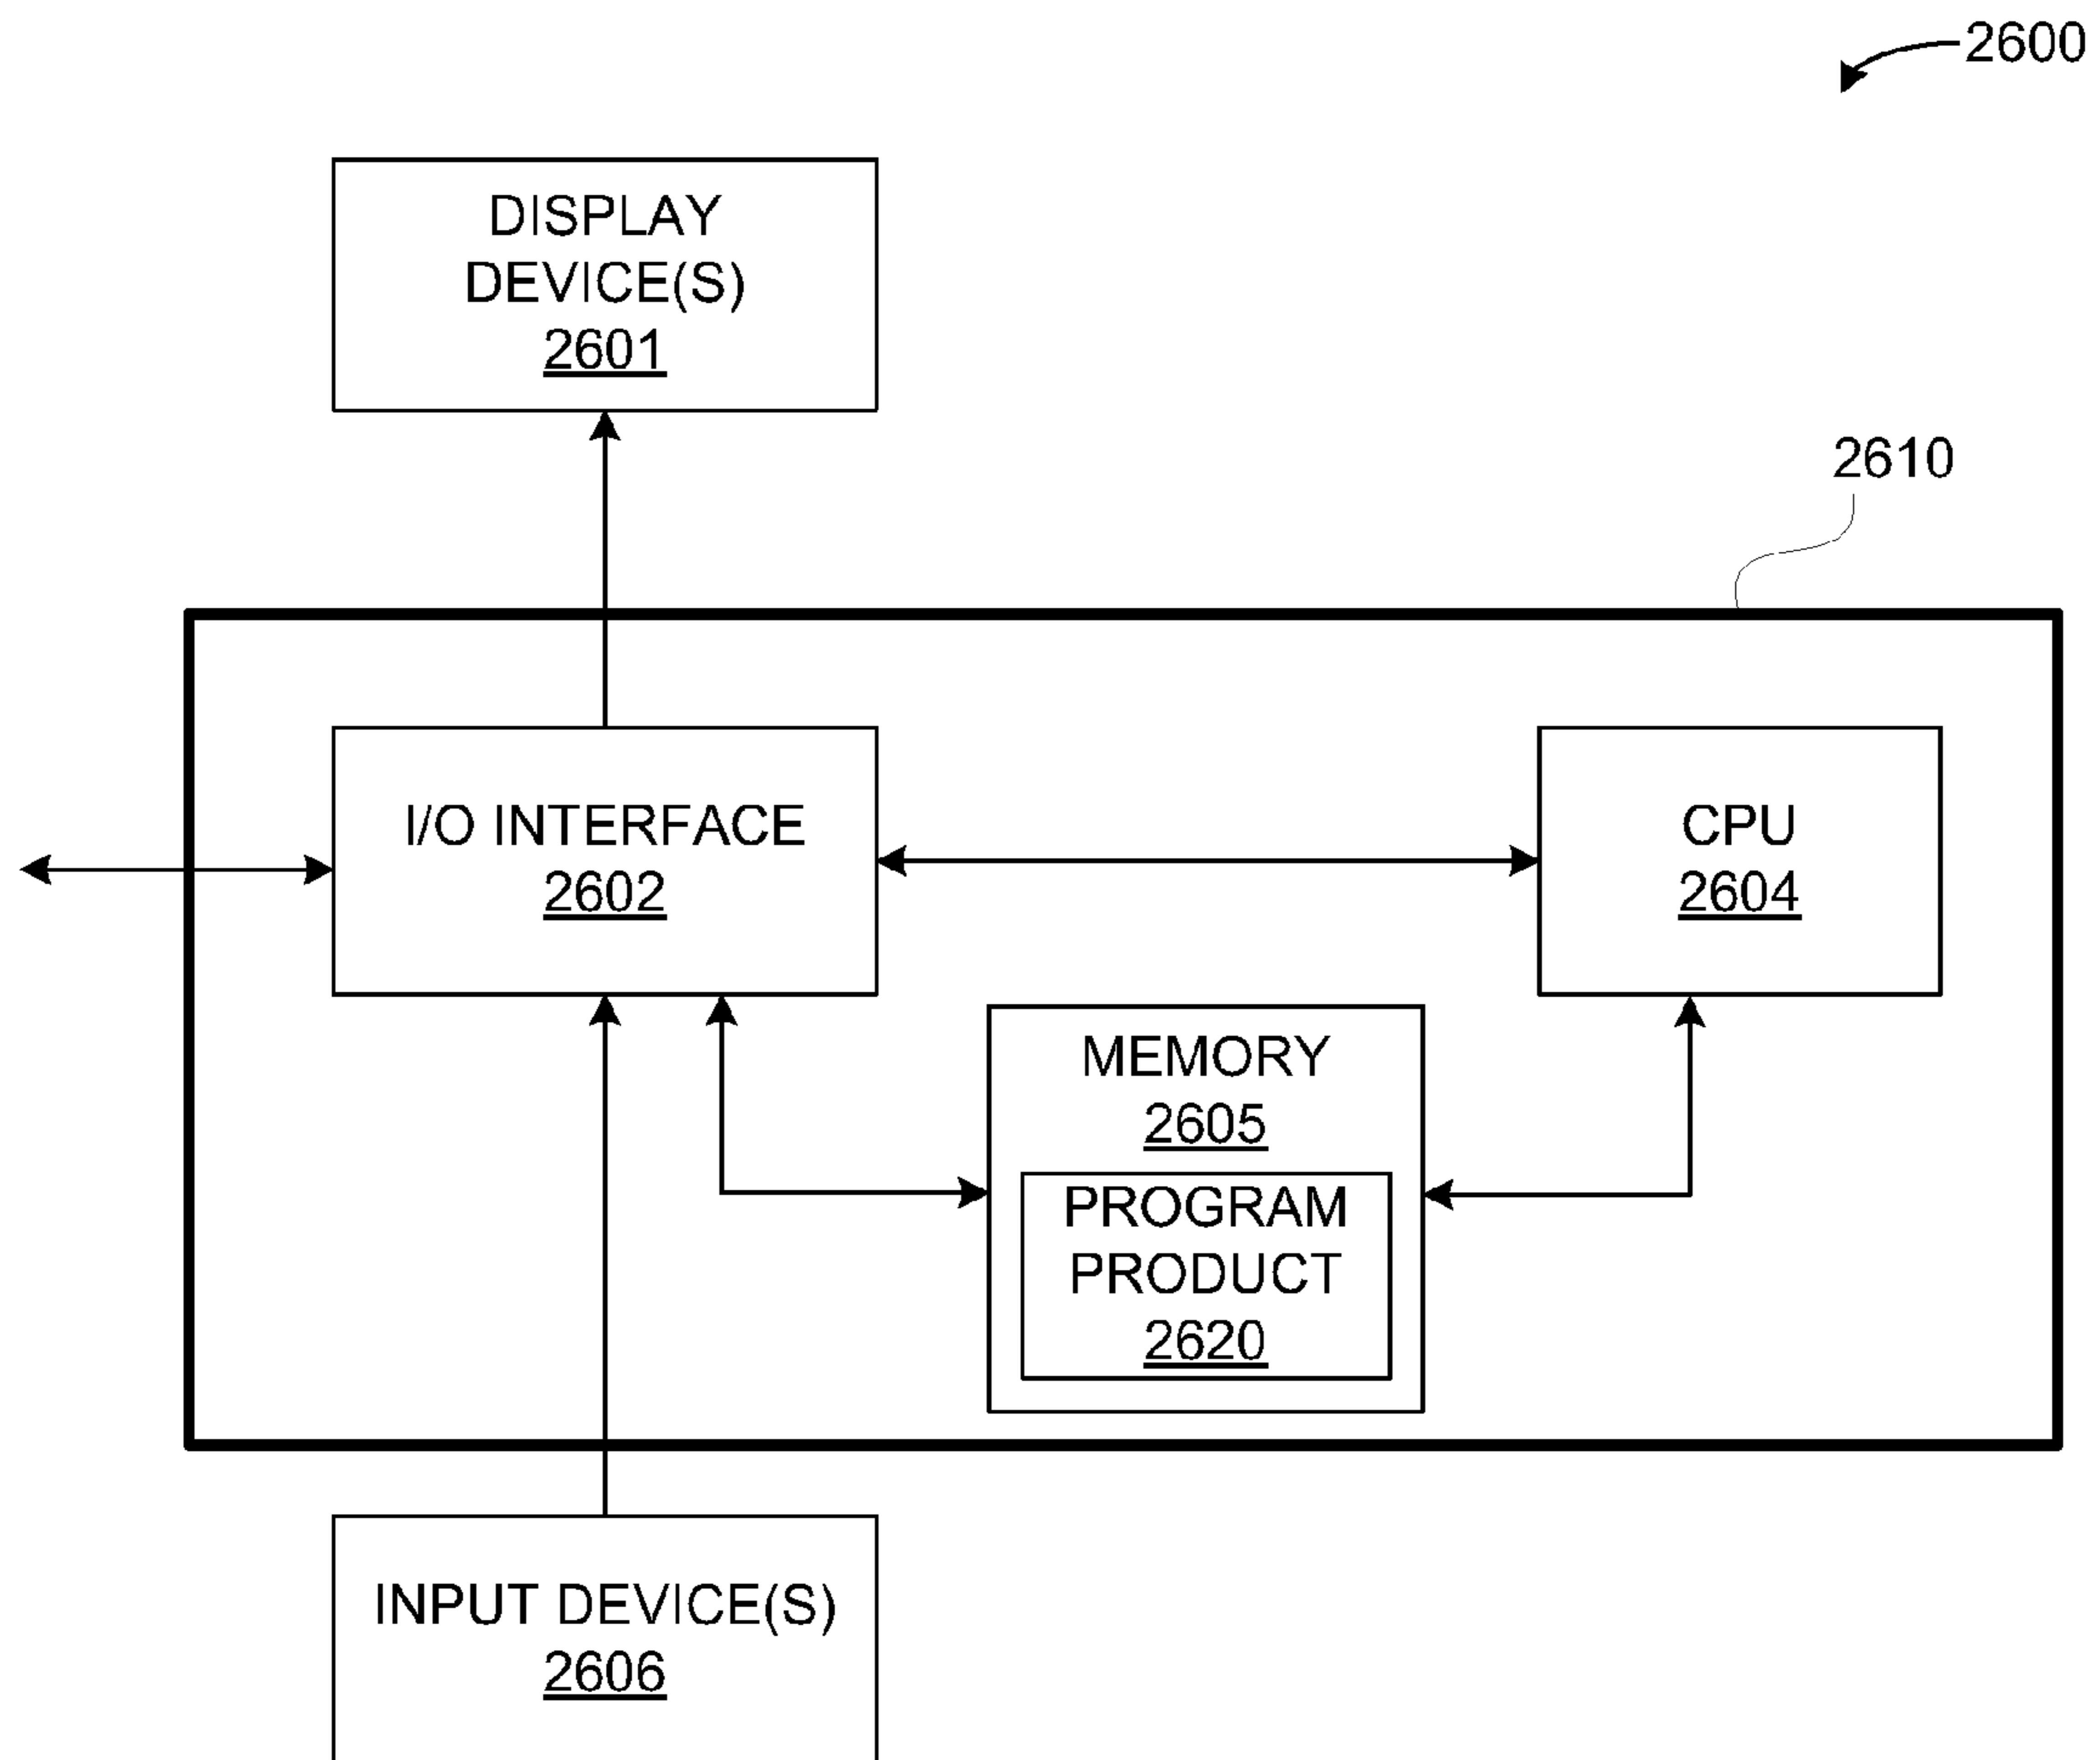 2600
DISPLAY
DEVICE(S)
2601
2610
I/O INTERFACE
2602
CPU
2604
MEMORY
2605
PROGRAM
PRODUCT
2620
INPUT DEVICE(S)
2606